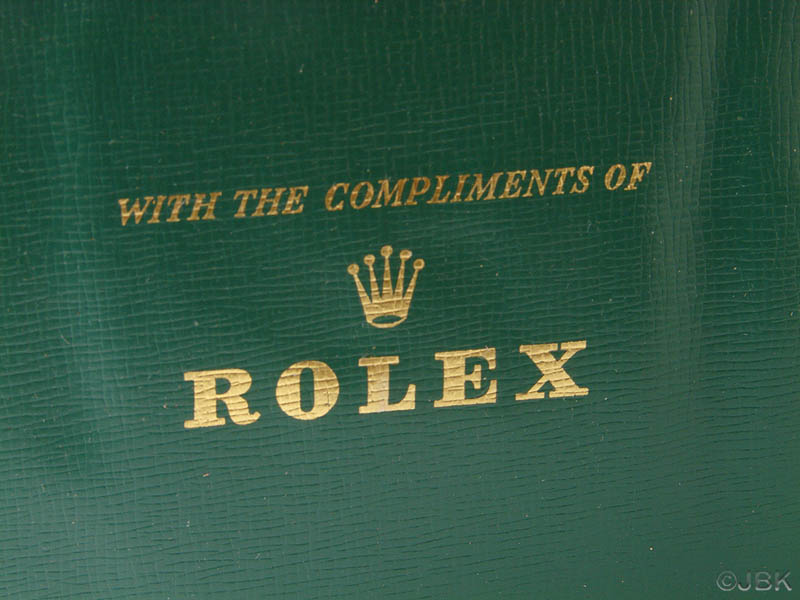 WITH THE COMPLIMENTS OF
ROLEX
©JBK